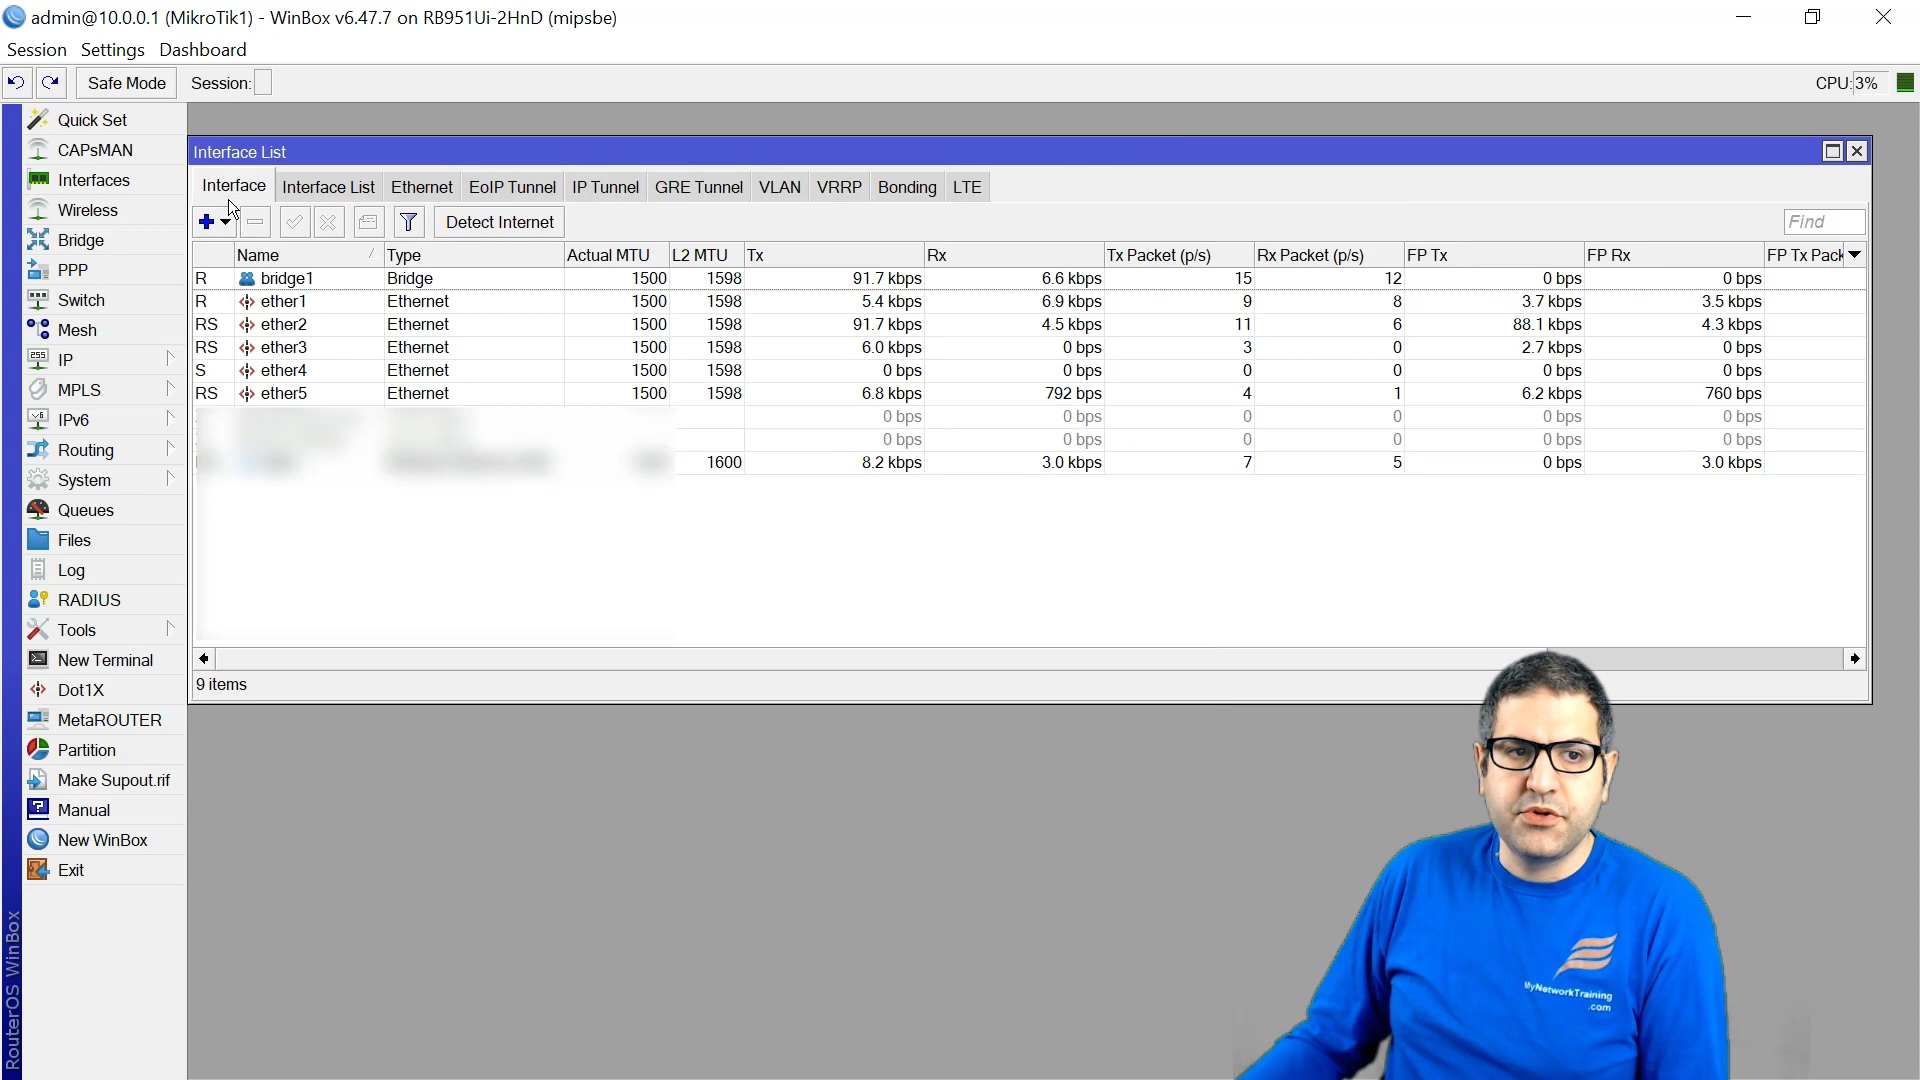 admin@10.0.0.1 (MikroTik1) - WinBox v6.47.7 on RB951Ui-2HnD (mipsbe)
Session Settings Dashboard
Safe Mode Session: CPU: 3%
Quick Set
CAPsMAN
Interfaces
Wireless
Bridge
PPP
Switch
Mesh
IP
MPLS
IPv6
Routing
System
Queues
Files
Log
RADIUS
Tools
New Terminal
Dot1X
MetaROUTER
Partition
Make Supout.rif
Manual
New WinBox
Exit
RouterOS WinBox
Interface List
Interface Interface List Ethernet EoIP Tunnel IP Tunnel GRE Tunnel VLAN VRRP Bonding LTE
Detect Internet Find
Name Type Actual MTU L2 MTU Tx Rx Tx Packet (p/s) Rx Packet (p/s) FP Tx FP Rx FP Tx Pack
R bridge1 Bridge 1500 1598 91.7 kbps 6.6 kbps 15 12 0 bps 0 bps
R ether1 Ethernet 1500 1598 5.4 kbps 6.9 kbps 9 8 3.7 kbps 3.5 kbps
RS ether2 Ethernet 1500 1598 91.7 kbps 4.5 kbps 11 6 88.1 kbps 4.3 kbps
RS ether3 Ethernet 1500 1598 6.0 kbps 0 bps 3 0 2.7 kbps 0 bps
S ether4 Ethernet 1500 1598 0 bps 0 bps 0 0 0 bps 0 bps
RS ether5 Ethernet 1500 1598 6.8 kbps 792 bps 4 1 6.2 kbps 760 bps
0 bps 0 bps 0 0 0 bps 0 bps
0 bps 0 bps 0 0 0 bps 0 bps
1600 8.2 kbps 3.0 kbps 7 5 0 bps 3.0 kbps
9 items
MyNetworkTraining
.com